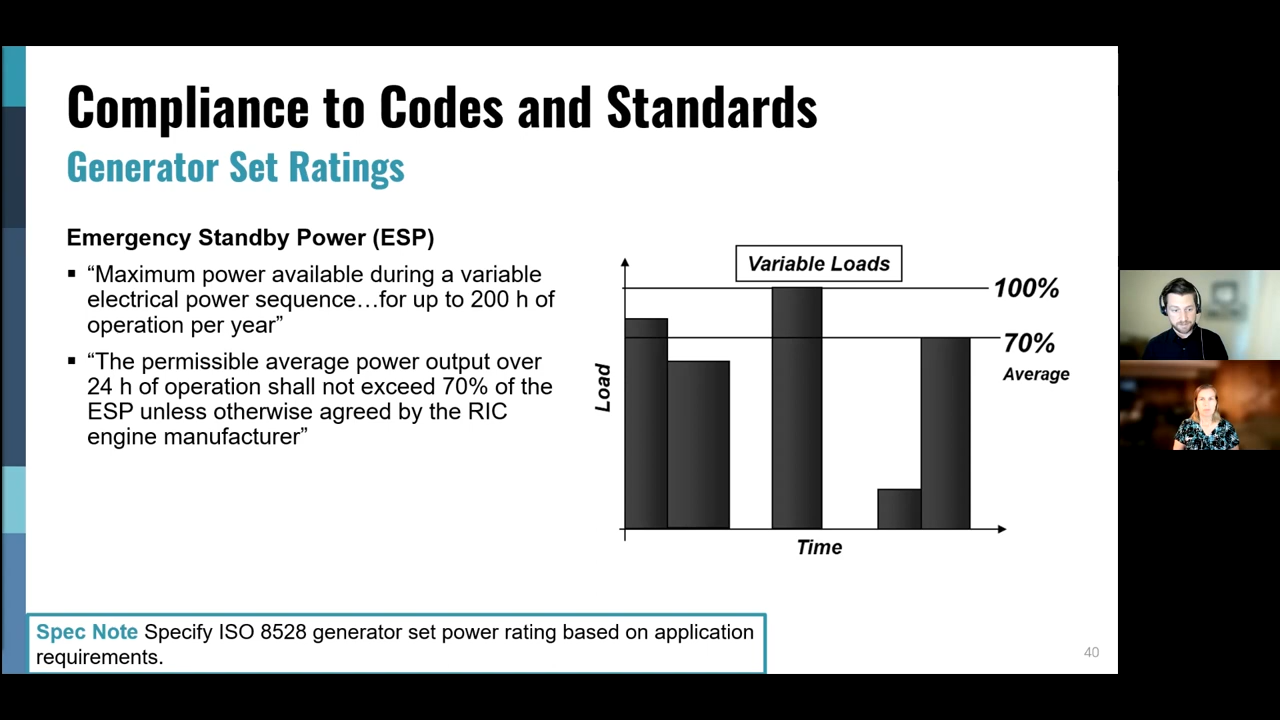 Compliance to Codes and Standards
Generator Set Ratings
Emergency Standby Power (ESP)
▪ “Maximum power available during a variable
electrical power sequence…for up to 200 h of
operation per year”
▪ “The permissible average power output over
24 h of operation shall not exceed 70% of the
ESP unless otherwise agreed by the RIC
engine manufacturer”
Variable Loads
100%
70%
Average
Load
Time
Spec Note Specify ISO 8528 generator set power rating based on application
requirements.
40